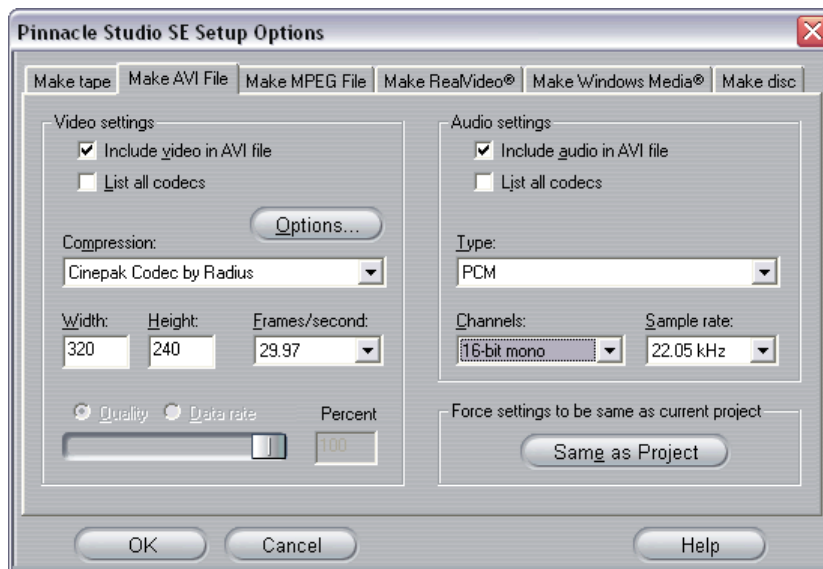 Pinnacle Studio SE Setup Options
Make tape
Make AVI File
Make MPEG File
Make RealVideo®
Make Windows Media®
Make disc
Video settings
Include video in AVI file
List all codecs
Options...
Compression:
Cinepak Codec by Radius
Width:
Height:
Frames/second:
320
240
29.97
Quality
Data rate
Percent
100
Audio settings
Include audio in AVI file
List all codecs
Type:
PCM
Channels:
Sample rate:
16-bit mono
22.05 kHz
Force settings to be same as current project
Same as Project
OK
Cancel
Help